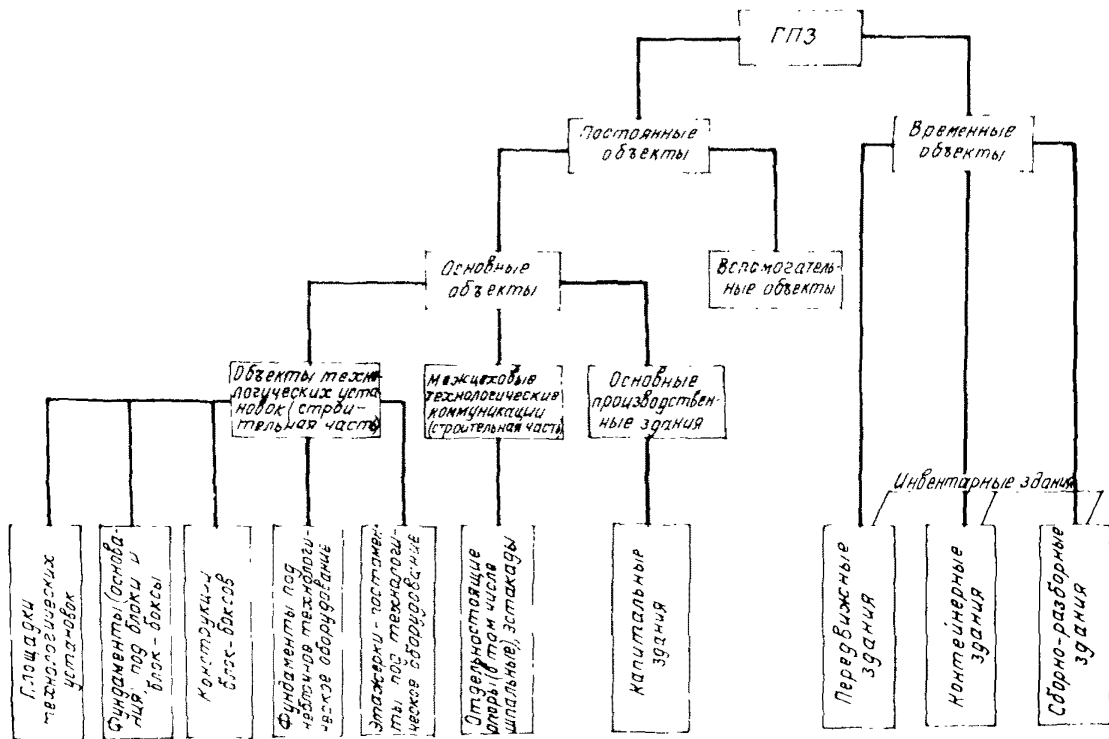 ГПЗ
Постоянные
объекты
Временные
объекты
Основные
объекты
Вспомогатель-
ные объекты
Объекты техно-
логических уста-
новок (строи-
тельная часть)
Межцеховые
технологические
коммуникации
(строительная часть)
Основные
производствен-
ные здания
Инвентарные здания
Площадки
технологических
установок
Фундаменты (основа-
ния) под блоки и
блок-боксы
Конструкции
блок-боксов
Фундаменты под
неблочное технологи-
ческое оборудование
Этажерки-постамен-
ты под технологи-
ческое оборудование
Отдельностоящие
опоры (в том числе
шпальные), эстакады
Капитальные
здания
Передвижные
здания
Контейнерные
здания
Сборно-разборные
здания